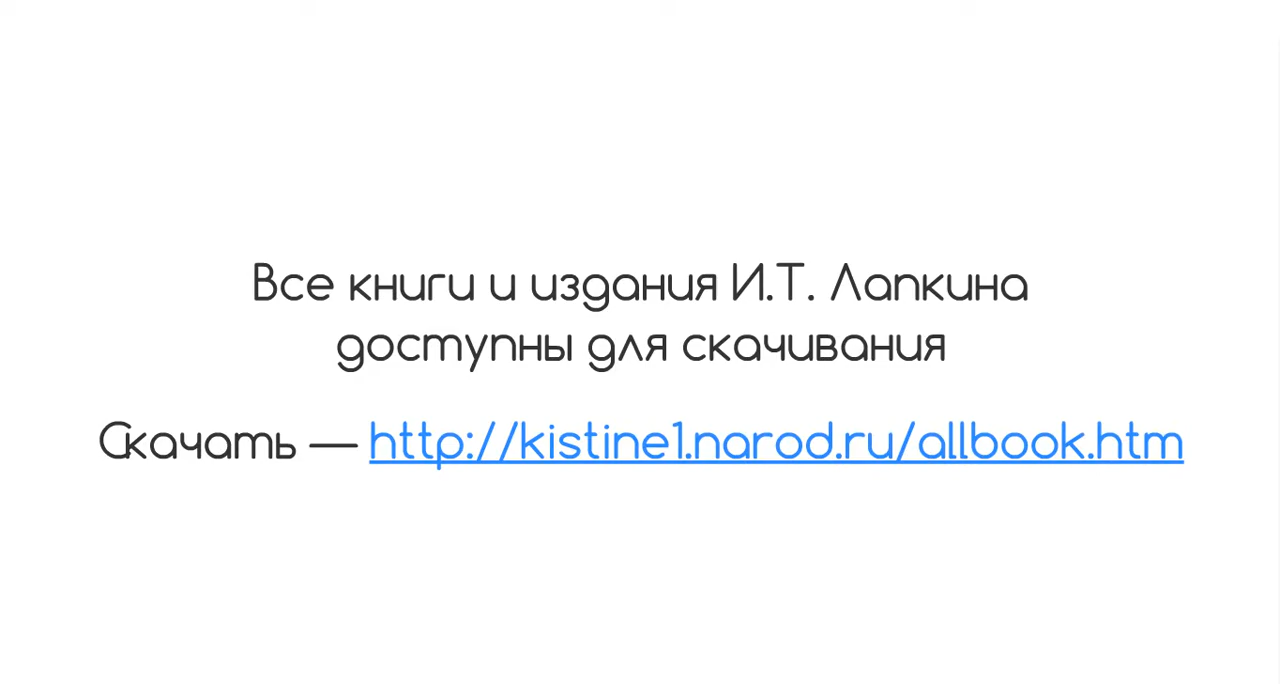 Все книги и издания И.Т. Лапкина
доступны для скачивания
Скачать — http://kistine1.narod.ru/allbook.htm